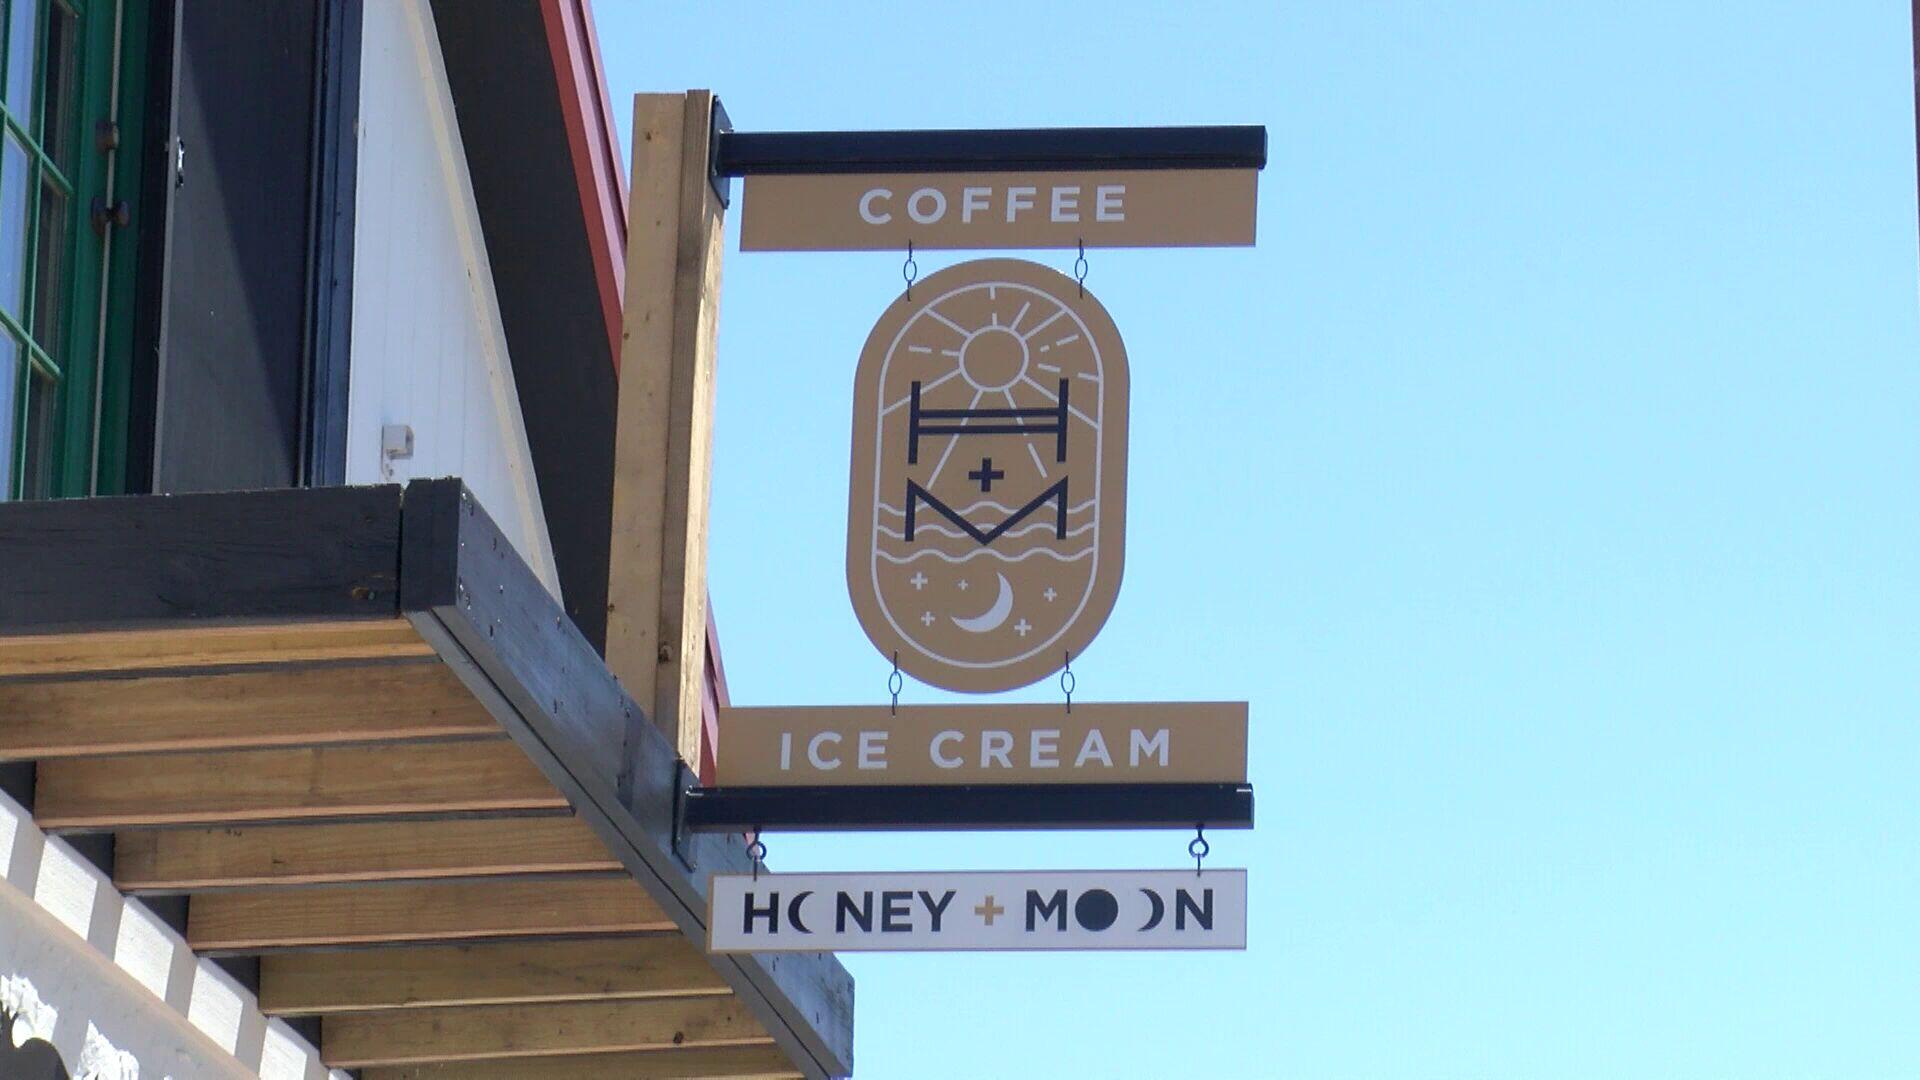 COFFEE
H
+
M
ICE CREAM
HONEY + MOON